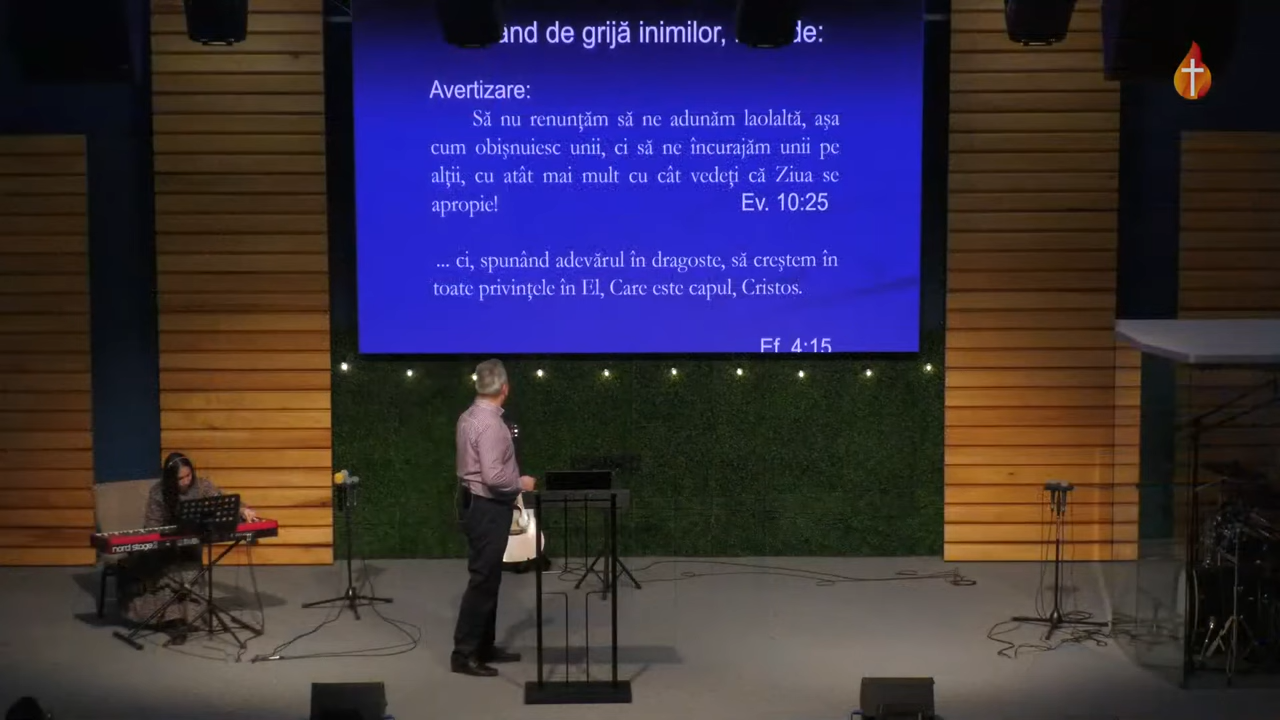 de grijă inimilor, de:
Avertizare:
Să nu renunţăm să ne adunăm laolaltă, aşa
cum obişnuiesc unii, ci să ne încurajăm unii pe
alţii, cu atât mai mult cu cât vedeţi că Ziua se
apropie! Ev. 10:25
... ci, spunând adevărul în dragoste, să creştem în
toate privinţele în El, Care este capul, Cristos.
Ef. 4:15
nord stage